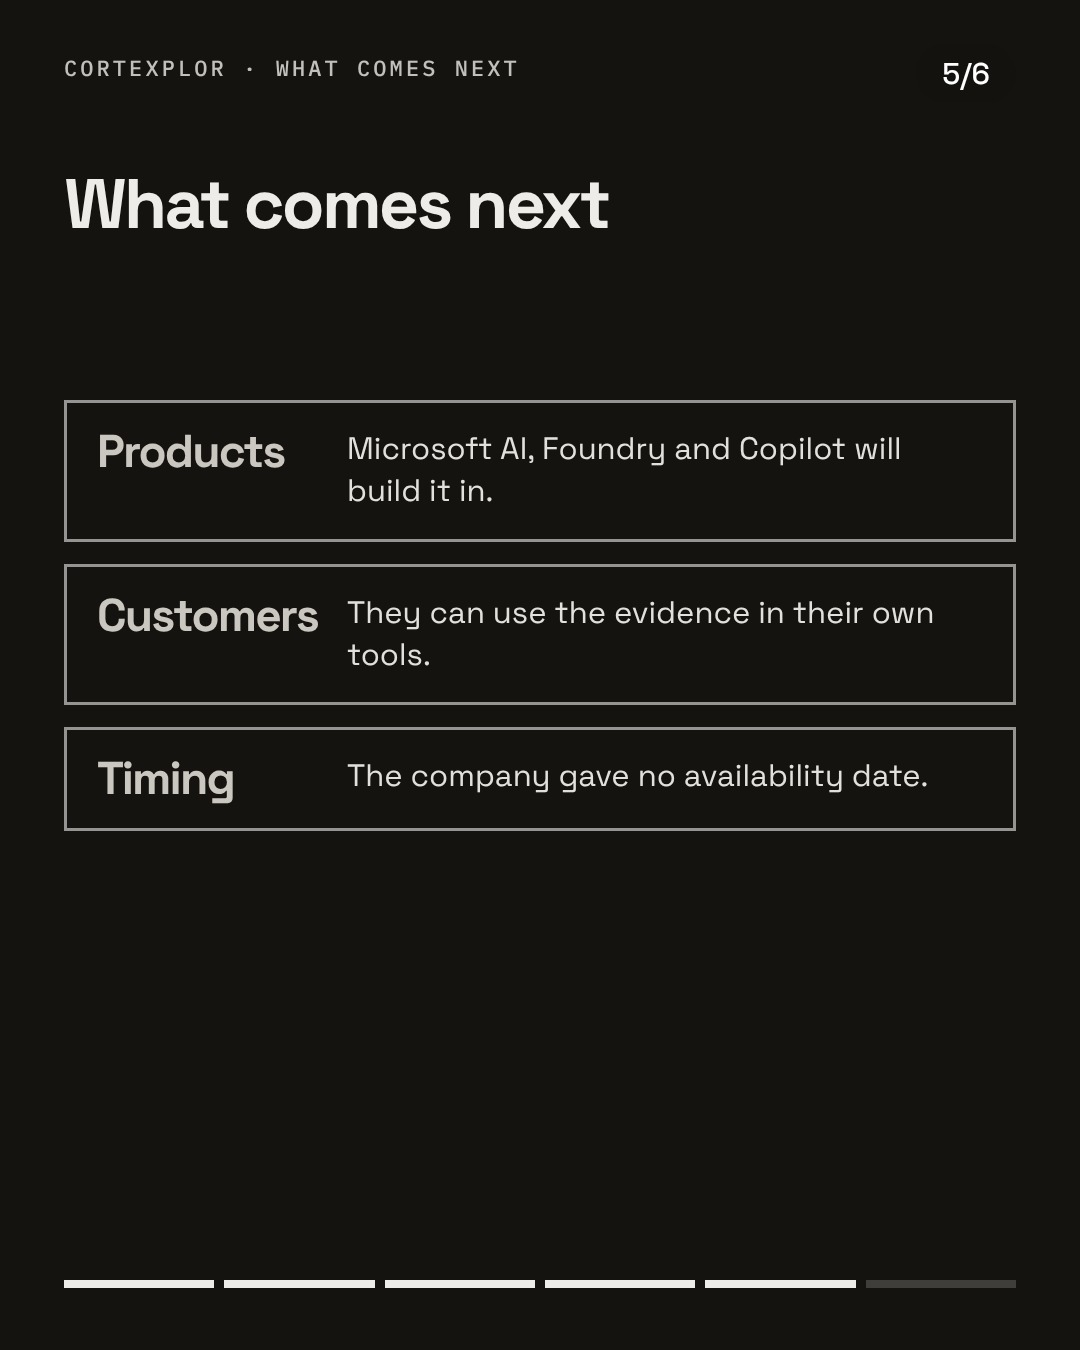 CORTEXPLOR · WHAT COMES NEXT
5/6
What comes next
Products
Microsoft AI, Foundry and Copilot will
build it in.
Customers
They can use the evidence in their own
tools.
Timing
The company gave no availability date.